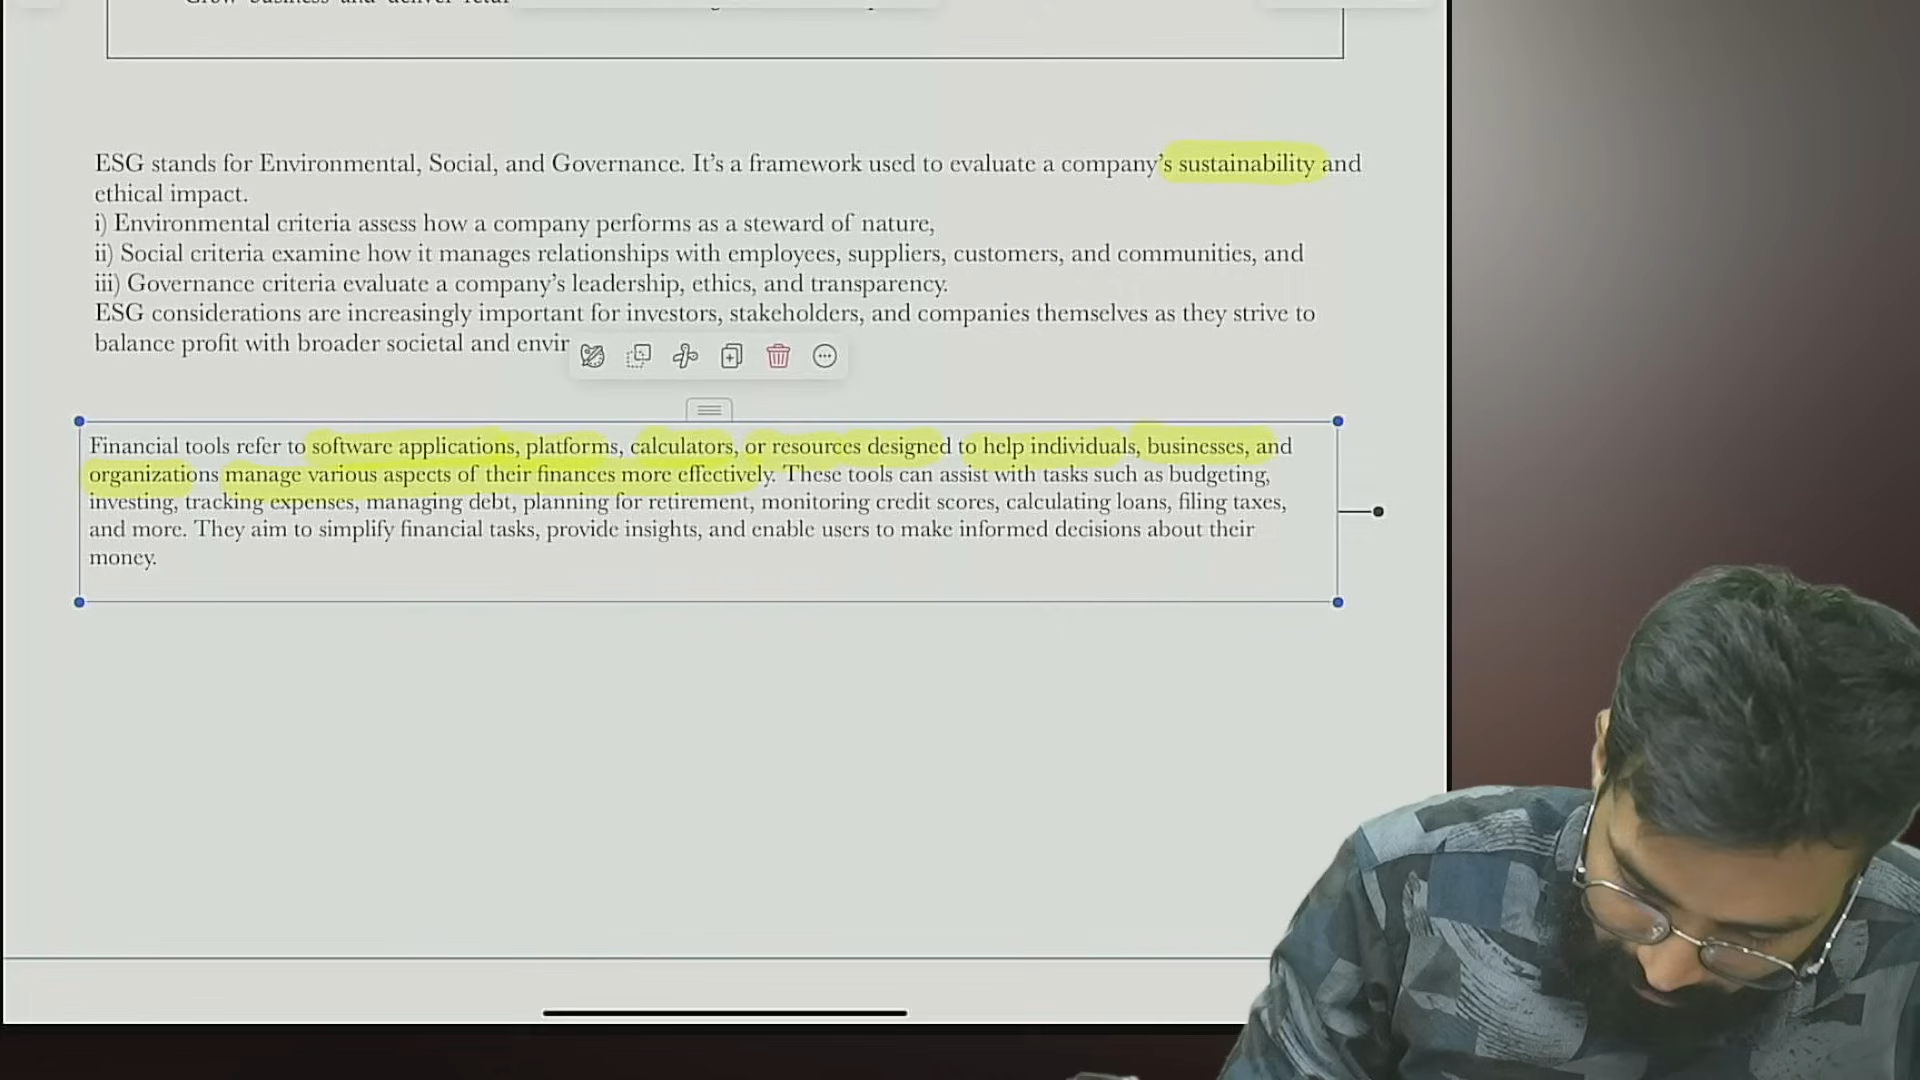 ESG stands for Environmental, Social, and Governance. It’s a framework used to evaluate a company’s sustainability and
ethical impact.
i) Environmental criteria assess how a company performs as a steward of nature,
ii) Social criteria examine how it manages relationships with employees, suppliers, customers, and communities, and
iii) Governance criteria evaluate a company’s leadership, ethics, and transparency.
ESG considerations are increasingly important for investors, stakeholders, and companies themselves as they strive to
balance profit with broader societal and envir
Financial tools refer to software applications, platforms, calculators, or resources designed to help individuals, businesses, and
organizations manage various aspects of their finances more effectively. These tools can assist with tasks such as budgeting,
investing, tracking expenses, managing debt, planning for retirement, monitoring credit scores, calculating loans, filing taxes,
and more. They aim to simplify financial tasks, provide insights, and enable users to make informed decisions about their
money.